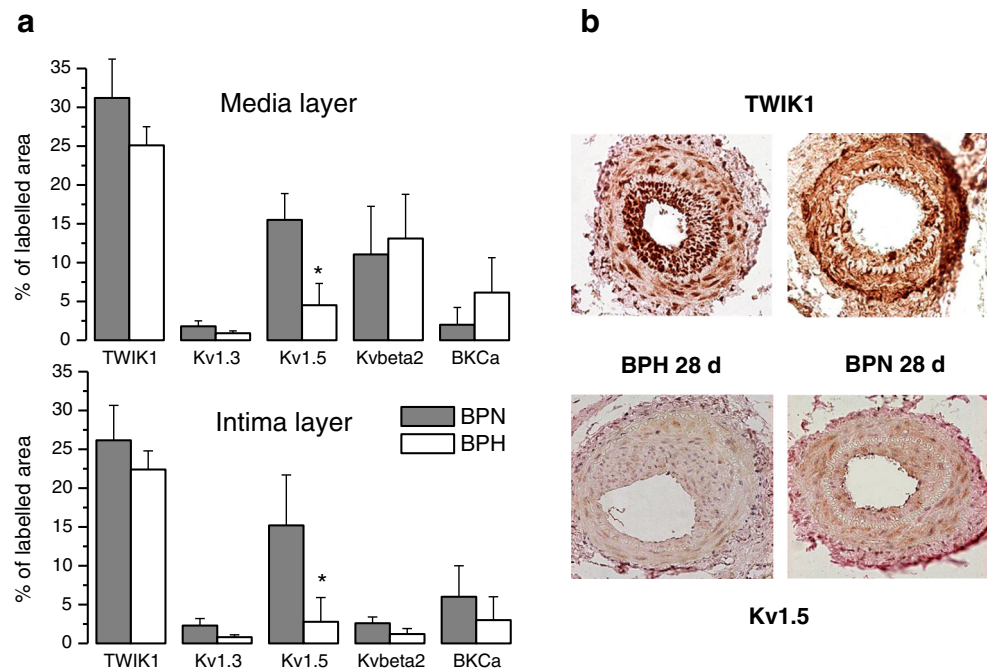 a
35
30
25
20
15
10
5
0
% of labelled area
Media layer
*
TWIK1 Kv1.3 Kv1.5 Kvbeta2 BKCa
35
30
25
20
15
10
5
0
% of labelled area
Intima layer
BPN
BPH
*
TWIK1 Kv1.3 Kv1.5 Kvbeta2 BKCa
b
TWIK1
BPH 28 d BPN 28 d
Kv1.5